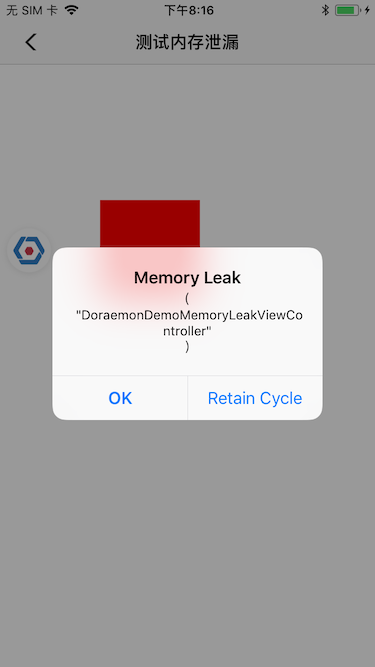 无 SIM 卡 下午8:16
测试内存泄漏
Memory Leak
(
"DoraemonDemoMemoryLeakViewCo
ntroller"
)
OK Retain Cycle